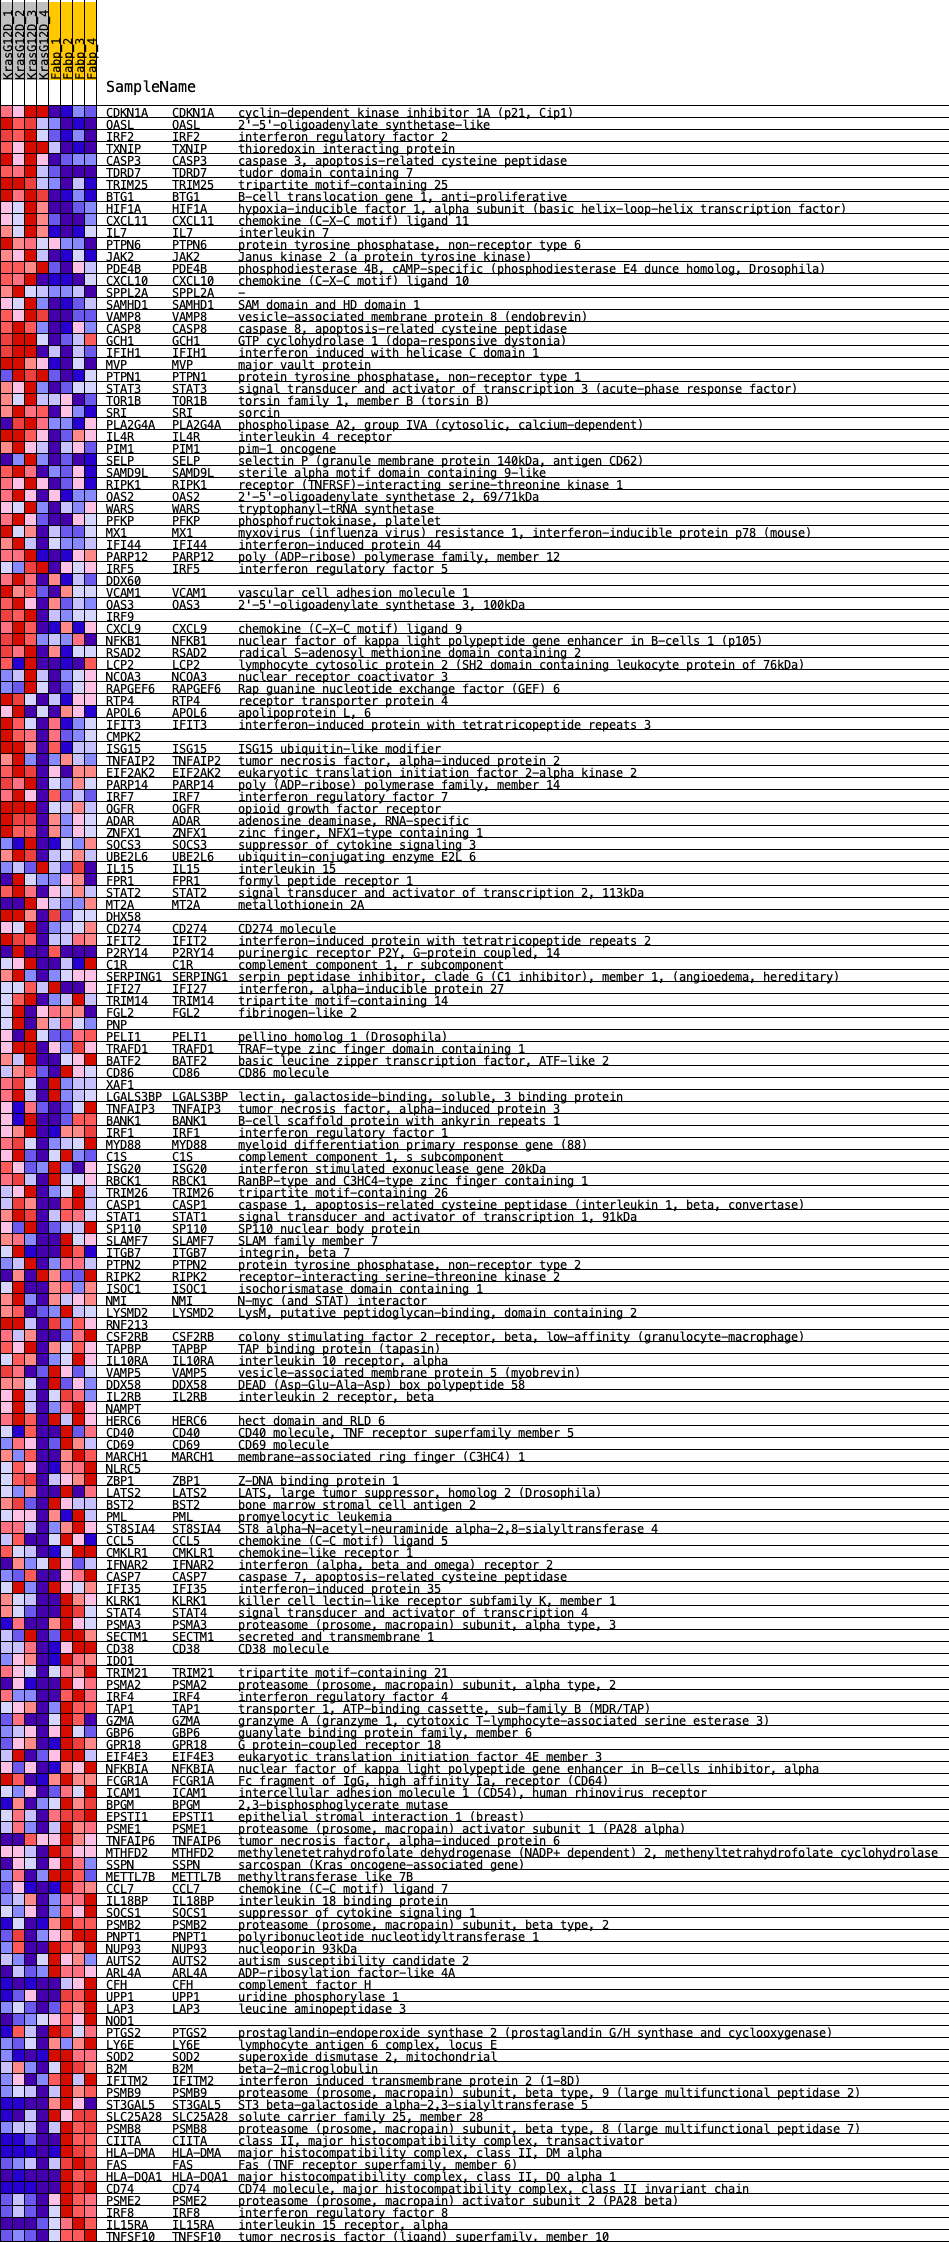 KrasG12D_1
KrasG12D_2
KrasG12D_3
KrasG12D_4
Fabp_1
Fabp_2
Fabp_3
Fabp_4
SampleName
CDKN1A CDKN1A cyclin-dependent kinase inhibitor 1A (p21, Cip1)
OASL OASL 2'-5'-oligoadenylate synthetase-like
IRF2 IRF2 interferon regulatory factor 2
TXNIP TXNIP thioredoxin interacting protein
CASP3 CASP3 caspase 3, apoptosis-related cysteine peptidase
TDRD7 TDRD7 tudor domain containing 7
TRIM25 TRIM25 tripartite motif-containing 25
BTG1 BTG1 B-cell translocation gene 1, anti-proliferative
HIF1A HIF1A hypoxia-inducible factor 1, alpha subunit (basic helix-loop-helix transcription factor)
CXCL11 CXCL11 chemokine (C-X-C motif) ligand 11
IL7 IL7 interleukin 7
PTPN6 PTPN6 protein tyrosine phosphatase, non-receptor type 6
JAK2 JAK2 Janus kinase 2 (a protein tyrosine kinase)
PDE4B PDE4B phosphodiesterase 4B, cAMP-specific (phosphodiesterase E4 dunce homolog, Drosophila)
CXCL10 CXCL10 chemokine (C-X-C motif) ligand 10
SPPL2A SPPL2A -
SAMHD1 SAMHD1 SAM domain and HD domain 1
VAMP8 VAMP8 vesicle-associated membrane protein 8 (endobrevin)
CASP8 CASP8 caspase 8, apoptosis-related cysteine peptidase
GCH1 GCH1 GTP cyclohydrolase 1 (dopa-responsive dystonia)
IFIH1 IFIH1 interferon induced with helicase C domain 1
MVP MVP major vault protein
PTPN1 PTPN1 protein tyrosine phosphatase, non-receptor type 1
STAT3 STAT3 signal transducer and activator of transcription 3 (acute-phase response factor)
TOR1B TOR1B torsin family 1, member B (torsin B)
SRI SRI sorcin
PLA2G4A PLA2G4A phospholipase A2, group IVA (cytosolic, calcium-dependent)
IL4R IL4R interleukin 4 receptor
PIM1 PIM1 pim-1 oncogene
SELP SELP selectin P (granule membrane protein 140kDa, antigen CD62)
SAMD9L SAMD9L sterile alpha motif domain containing 9-like
RIPK1 RIPK1 receptor (TNFRSF)-interacting serine-threonine kinase 1
OAS2 OAS2 2'-5'-oligoadenylate synthetase 2, 69/71kDa
WARS WARS tryptophanyl-tRNA synthetase
PFKP PFKP phosphofructokinase, platelet
MX1 MX1 myxovirus (influenza virus) resistance 1, interferon-inducible protein p78 (mouse)
IFI44 IFI44 interferon-induced protein 44
PARP12 PARP12 poly (ADP-ribose) polymerase family, member 12
IRF5 IRF5 interferon regulatory factor 5
DDX60
VCAM1 VCAM1 vascular cell adhesion molecule 1
OAS3 OAS3 2'-5'-oligoadenylate synthetase 3, 100kDa
IRF9
CXCL9 CXCL9 chemokine (C-X-C motif) ligand 9
NFKB1 NFKB1 nuclear factor of kappa light polypeptide gene enhancer in B-cells 1 (p105)
RSAD2 RSAD2 radical S-adenosyl methionine domain containing 2
LCP2 LCP2 lymphocyte cytosolic protein 2 (SH2 domain containing leukocyte protein of 76kDa)
NCOA3 NCOA3 nuclear receptor coactivator 3
RAPGEF6 RAPGEF6 Rap guanine nucleotide exchange factor (GEF) 6
RTP4 RTP4 receptor transporter protein 4
APOL6 APOL6 apolipoprotein L, 6
IFIT3 IFIT3 interferon-induced protein with tetratricopeptide repeats 3
CMPK2
ISG15 ISG15 ISG15 ubiquitin-like modifier
TNFAIP2 TNFAIP2 tumor necrosis factor, alpha-induced protein 2
EIF2AK2 EIF2AK2 eukaryotic translation initiation factor 2-alpha kinase 2
PARP14 PARP14 poly (ADP-ribose) polymerase family, member 14
IRF7 IRF7 interferon regulatory factor 7
OGFR OGFR opioid growth factor receptor
ADAR ADAR adenosine deaminase, RNA-specific
ZNFX1 ZNFX1 zinc finger, NFX1-type containing 1
SOCS3 SOCS3 suppressor of cytokine signaling 3
UBE2L6 UBE2L6 ubiquitin-conjugating enzyme E2L 6
IL15 IL15 interleukin 15
FPR1 FPR1 formyl peptide receptor 1
STAT2 STAT2 signal transducer and activator of transcription 2, 113kDa
MT2A MT2A metallothionein 2A
DHX58
CD274 CD274 CD274 molecule
IFIT2 IFIT2 interferon-induced protein with tetratricopeptide repeats 2
P2RY14 P2RY14 purinergic receptor P2Y, G-protein coupled, 14
C1R C1R complement component 1, r subcomponent
SERPING1 SERPING1 serpin peptidase inhibitor, clade G (C1 inhibitor), member 1, (angioedema, hereditary)
IFI27 IFI27 interferon, alpha-inducible protein 27
TRIM14 TRIM14 tripartite motif-containing 14
FGL2 FGL2 fibrinogen-like 2
PNP
PELI1 PELI1 pellino homolog 1 (Drosophila)
TRAFD1 TRAFD1 TRAF-type zinc finger domain containing 1
BATF2 BATF2 basic leucine zipper transcription factor, ATF-like 2
CD86 CD86 CD86 molecule
XAF1
LGALS3BP LGALS3BP lectin, galactoside-binding, soluble, 3 binding protein
TNFAIP3 TNFAIP3 tumor necrosis factor, alpha-induced protein 3
BANK1 BANK1 B-cell scaffold protein with ankyrin repeats 1
IRF1 IRF1 interferon regulatory factor 1
MYD88 MYD88 myeloid differentiation primary response gene (88)
C1S C1S complement component 1, s subcomponent
ISG20 ISG20 interferon stimulated exonuclease gene 20kDa
RBCK1 RBCK1 RanBP-type and C3HC4-type zinc finger containing 1
TRIM26 TRIM26 tripartite motif-containing 26
CASP1 CASP1 caspase 1, apoptosis-related cysteine peptidase (interleukin 1, beta, convertase)
STAT1 STAT1 signal transducer and activator of transcription 1, 91kDa
SP110 SP110 SP110 nuclear body protein
SLAMF7 SLAMF7 SLAM family member 7
ITGB7 ITGB7 integrin, beta 7
PTPN2 PTPN2 protein tyrosine phosphatase, non-receptor type 2
RIPK2 RIPK2 receptor-interacting serine-threonine kinase 2
ISOC1 ISOC1 isochorismatase domain containing 1
NMI NMI N-myc (and STAT) interactor
LYSMD2 LYSMD2 LysM, putative peptidoglycan-binding, domain containing 2
RNF213
CSF2RB CSF2RB colony stimulating factor 2 receptor, beta, low-affinity (granulocyte-macrophage)
TAPBP TAPBP TAP binding protein (tapasin)
IL10RA IL10RA interleukin 10 receptor, alpha
VAMP5 VAMP5 vesicle-associated membrane protein 5 (myobrevin)
DDX58 DDX58 DEAD (Asp-Glu-Ala-Asp) box polypeptide 58
IL2RB IL2RB interleukin 2 receptor, beta
NAMPT
HERC6 HERC6 hect domain and RLD 6
CD40 CD40 CD40 molecule, TNF receptor superfamily member 5
CD69 CD69 CD69 molecule
MARCH1 MARCH1 membrane-associated ring finger (C3HC4) 1
NLRC5
ZBP1 ZBP1 Z-DNA binding protein 1
LATS2 LATS2 LATS, large tumor suppressor, homolog 2 (Drosophila)
BST2 BST2 bone marrow stromal cell antigen 2
PML PML promyelocytic leukemia
ST8SIA4 ST8SIA4 ST8 alpha-N-acetyl-neuraminide alpha-2,8-sialyltransferase 4
CCL5 CCL5 chemokine (C-C motif) ligand 5
CMKLR1 CMKLR1 chemokine-like receptor 1
IFNAR2 IFNAR2 interferon (alpha, beta and omega) receptor 2
CASP7 CASP7 caspase 7, apoptosis-related cysteine peptidase
IFI35 IFI35 interferon-induced protein 35
KLRK1 KLRK1 killer cell lectin-like receptor subfamily K, member 1
STAT4 STAT4 signal transducer and activator of transcription 4
PSMA3 PSMA3 proteasome (prosome, macropain) subunit, alpha type, 3
SECTM1 SECTM1 secreted and transmembrane 1
CD38 CD38 CD38 molecule
IDO1
TRIM21 TRIM21 tripartite motif-containing 21
PSMA2 PSMA2 proteasome (prosome, macropain) subunit, alpha type, 2
IRF4 IRF4 interferon regulatory factor 4
TAP1 TAP1 transporter 1, ATP-binding cassette, sub-family B (MDR/TAP)
GZMA GZMA granzyme A (granzyme 1, cytotoxic T-lymphocyte-associated serine esterase 3)
GBP6 GBP6 guanylate binding protein family, member 6
GPR18 GPR18 G protein-coupled receptor 18
EIF4E3 EIF4E3 eukaryotic translation initiation factor 4E member 3
NFKBIA NFKBIA nuclear factor of kappa light polypeptide gene enhancer in B-cells inhibitor, alpha
FCGR1A FCGR1A Fc fragment of IgG, high affinity Ia, receptor (CD64)
ICAM1 ICAM1 intercellular adhesion molecule 1 (CD54), human rhinovirus receptor
BPGM BPGM 2,3-bisphosphoglycerate mutase
EPSTI1 EPSTI1 epithelial stromal interaction 1 (breast)
PSME1 PSME1 proteasome (prosome, macropain) activator subunit 1 (PA28 alpha)
TNFAIP6 TNFAIP6 tumor necrosis factor, alpha-induced protein 6
MTHFD2 MTHFD2 methylenetetrahydrofolate dehydrogenase (NADP+ dependent) 2, methenyltetrahydrofolate cyclohydrolase
SSPN SSPN sarcospan (Kras oncogene-associated gene)
METTL7B METTL7B methyltransferase like 7B
CCL7 CCL7 chemokine (C-C motif) ligand 7
IL18BP IL18BP interleukin 18 binding protein
SOCS1 SOCS1 suppressor of cytokine signaling 1
PSMB2 PSMB2 proteasome (prosome, macropain) subunit, beta type, 2
PNPT1 PNPT1 polyribonucleotide nucleotidyltransferase 1
NUP93 NUP93 nucleoporin 93kDa
AUTS2 AUTS2 autism susceptibility candidate 2
ARL4A ARL4A ADP-ribosylation factor-like 4A
CFH CFH complement factor H
UPP1 UPP1 uridine phosphorylase 1
LAP3 LAP3 leucine aminopeptidase 3
NOD1
PTGS2 PTGS2 prostaglandin-endoperoxide synthase 2 (prostaglandin G/H synthase and cyclooxygenase)
LY6E LY6E lymphocyte antigen 6 complex, locus E
SOD2 SOD2 superoxide dismutase 2, mitochondrial
B2M B2M beta-2-microglobulin
IFITM2 IFITM2 interferon induced transmembrane protein 2 (1-8D)
PSMB9 PSMB9 proteasome (prosome, macropain) subunit, beta type, 9 (large multifunctional peptidase 2)
ST3GAL5 ST3GAL5 ST3 beta-galactoside alpha-2,3-sialyltransferase 5
SLC25A28 SLC25A28 solute carrier family 25, member 28
PSMB8 PSMB8 proteasome (prosome, macropain) subunit, beta type, 8 (large multifunctional peptidase 7)
CIITA CIITA class II, major histocompatibility complex, transactivator
HLA-DMA HLA-DMA major histocompatibility complex, class II, DM alpha
FAS FAS Fas (TNF receptor superfamily, member 6)
HLA-DQA1 HLA-DQA1 major histocompatibility complex, class II, DQ alpha 1
CD74 CD74 CD74 molecule, major histocompatibility complex, class II invariant chain
PSME2 PSME2 proteasome (prosome, macropain) activator subunit 2 (PA28 beta)
IRF8 IRF8 interferon regulatory factor 8
IL15RA IL15RA interleukin 15 receptor, alpha
TNFSF10 TNFSF10 tumor necrosis factor (ligand) superfamily, member 10